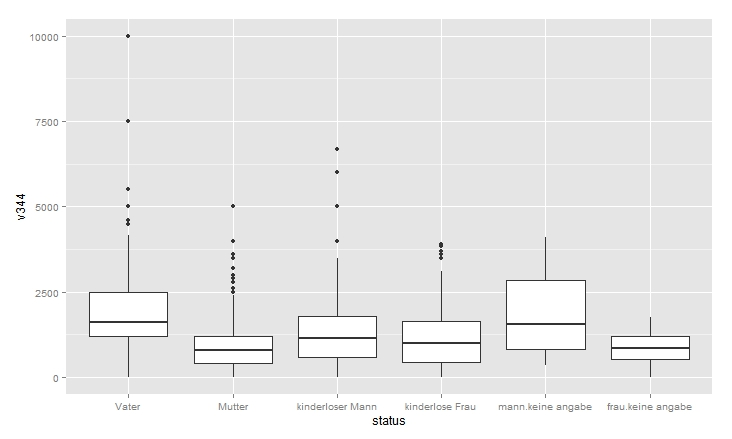 10000
7500
5000
2500
0
v344
Vater
Mutter
kinderloser Mann
kinderlose Frau
mann.keine angabe
frau.keine angabe
status